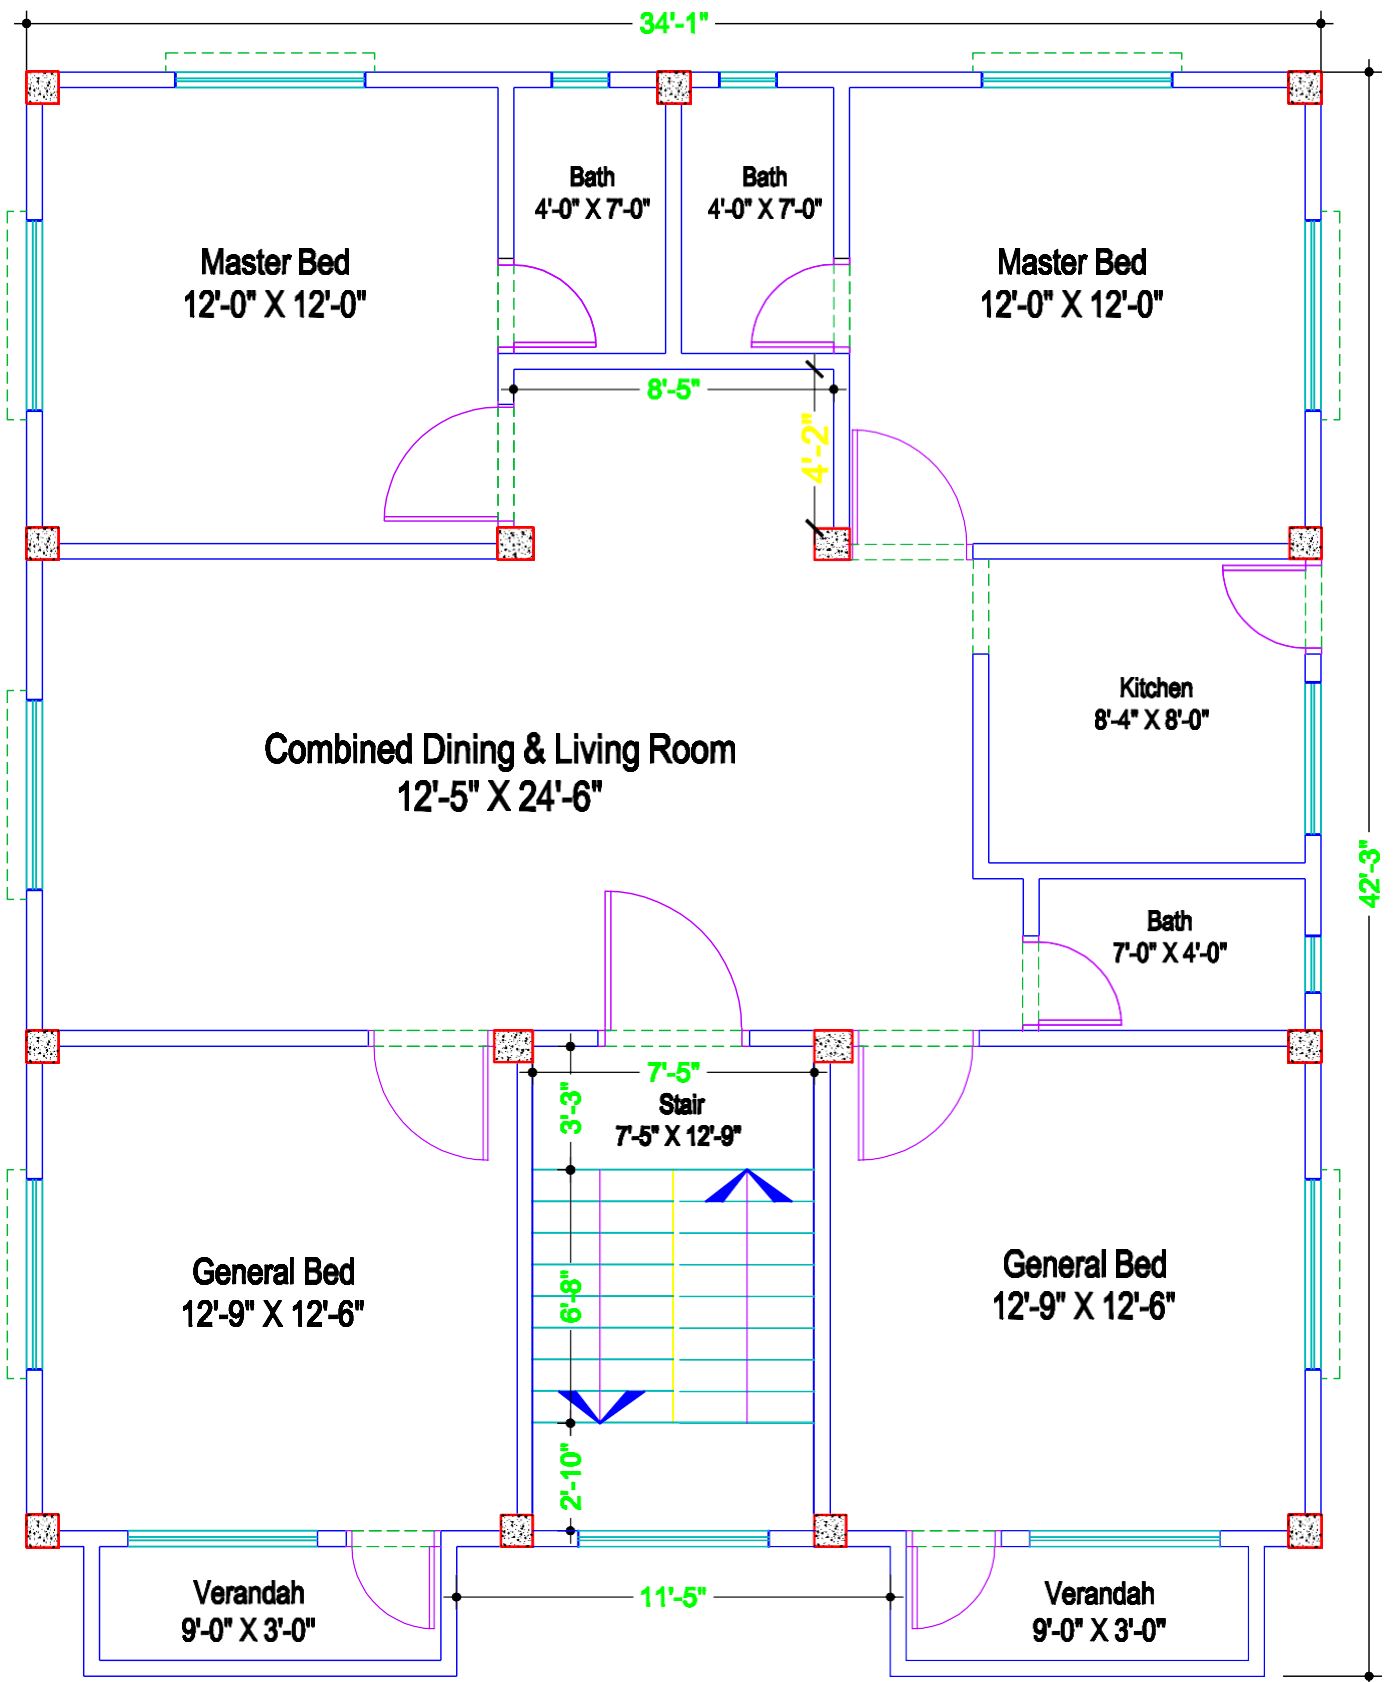 34'-1"
Bath
4'-0" X 7'-0"
Bath
4'-0" X 7'-0"
Master Bed
12'-0" X 12'-0"
Master Bed
12'-0" X 12'-0"
8'-5"
4'-2"
Kitchen
8'-4" X 8'-0"
Combined Dining & Living Room
12'-5" X 24'-6"
42'-3"
Bath
7'-0" X 4'-0"
7'-5"
3'-3"
Stair
7'-5" X 12'-9"
General Bed
12'-9" X 12'-6"
6'-8"
General Bed
12'-9" X 12'-6"
2'-10"
Verandah
9'-0" X 3'-0"
11'-5"
Verandah
9'-0" X 3'-0"